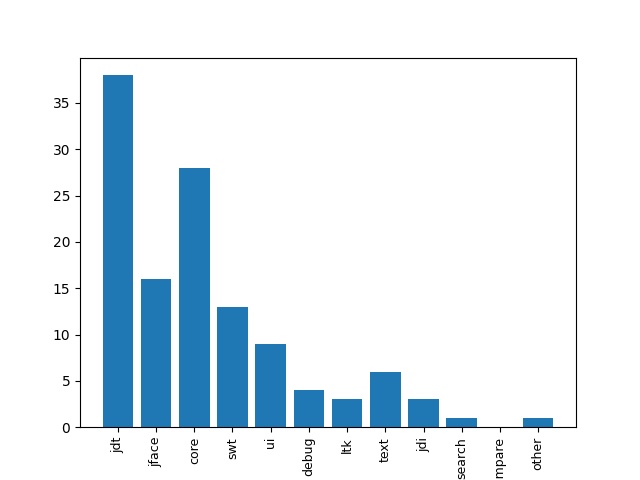 35
30
25
20
15
10
5
0
jdt
jface
core
swt
ui
debug
ltk
text
jdi
search
mpare
other